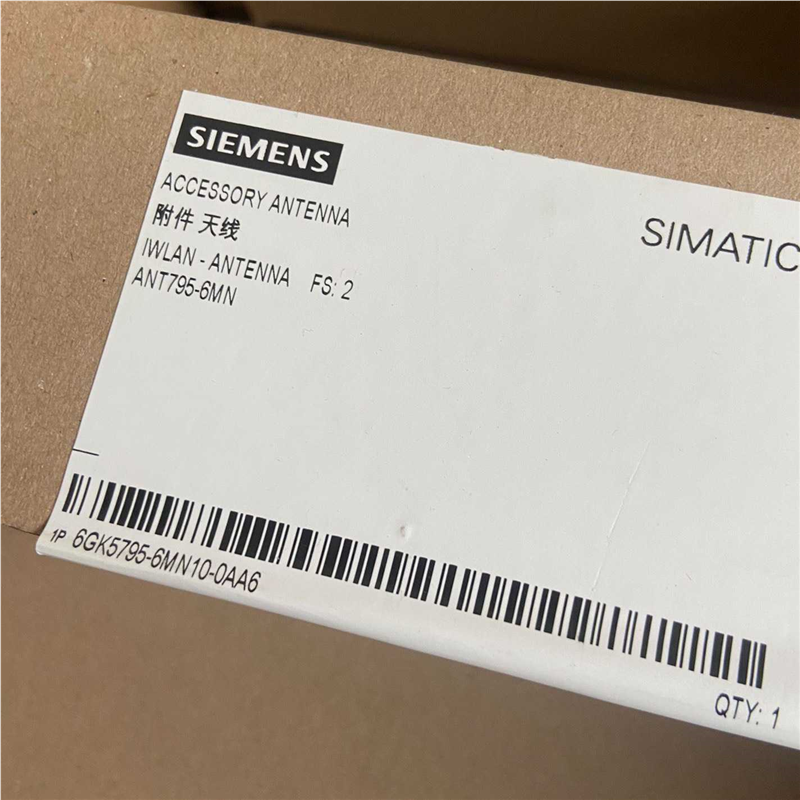 SIEMENS
ACCESSORY ANTENNA
附件 天线
IWLAN - ANTENNA FS: 2
ANT795-6MN
SIMATIC
1P 6GK5795-6MN10-0AA6
QTY: 1